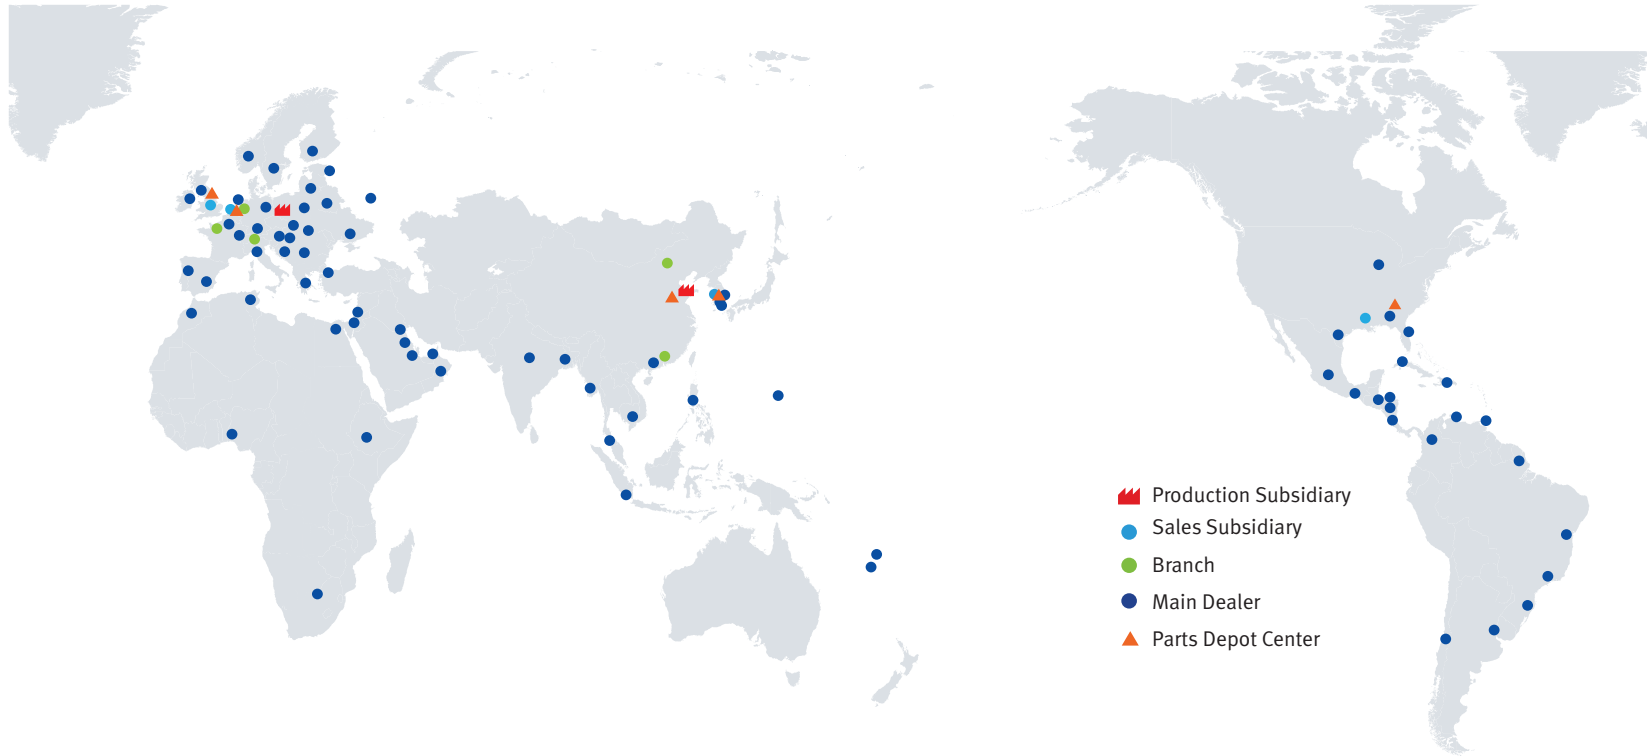 Production Subsidiary
Sales Subsidiary
Branch
Main Dealer
Parts Depot Center